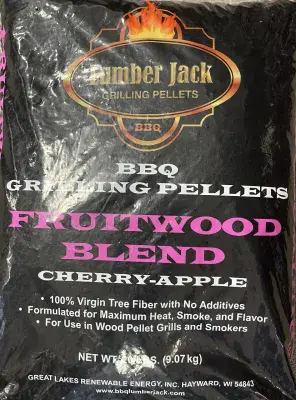 Lumber Jack
GRILLING PELLETS
BBQ
BBQ
GRILLING PELLETS
FRUITWOOD
BLEND
CHERRY-APPLE
• 100% Virgin Tree Fiber with No Additives
• Formulated for Maximum Heat, Smoke, and Flavor
• For Use in Wood Pellet Grills and Smokers
NET WT. LBS. (9.07kg)
GREAT LAKES RENEWABLE ENERGY, INC. HAYWARD, WI 54843
www.bbqlumberjack.com